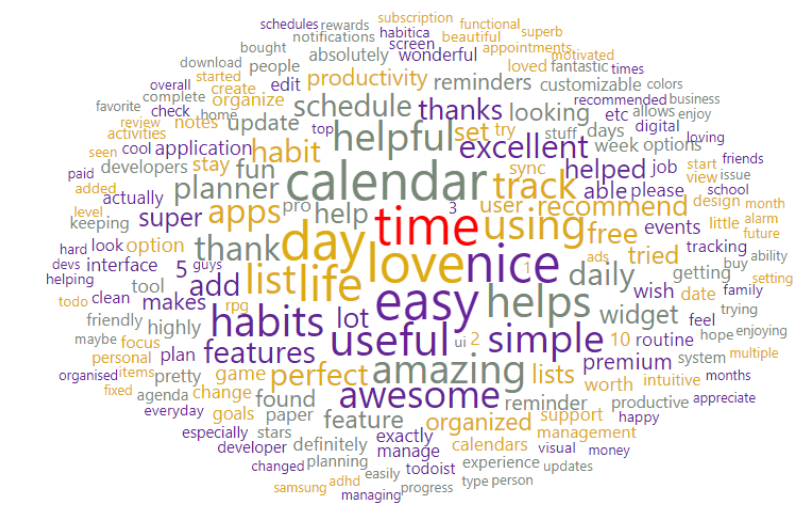 subscription functional
schedules rewards habitica superb
notifications screen beautiful appointments
bought absolutely wonderful motivated
download people loved fantastic times
overall started edit productivity reminders customizable colors
complete create organize schedule thanks looking recommended business
favorite check home etc allows enjoy
review notes update top helpful set try stuff days digital
activities cool application habit excellent week options loving
seen developers stay fun sync helped job start friends
paid added actually planner calendar track able please view issue
level keeping super apps pro help time 3 user recommend design month school
hard look option thank day using free events little alarm future
devs interface 5 guys love nice 1 ads tried tracking buy ability
helping tool add list life daily getting setting
todo clean makes rpg easy helps wish date family
friendly highly habits lot useful ui 2 simple widget feel trying
maybe focus 10 routine hope enjoying
personal plan features amazing premium system multiple
organised items pretty game perfect lists worth intuitive months
fixed agenda change found awesome reminder productive appreciate
everyday goals paper feature organized support happy
especially stars exactly management
developer definitely manage calendars visual money
changed planning easily todoist experience updates
samsung adhd progress type person
managing